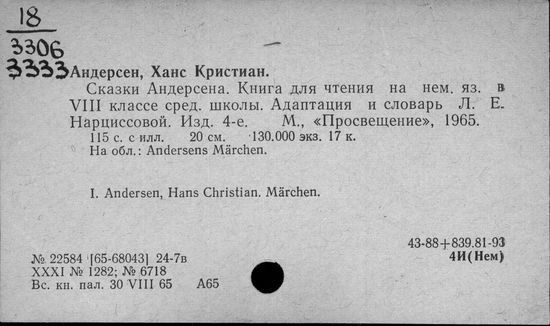 18
3306
3333
Андерсен, Ханс Кристиан.
Сказки Андерсена. Книга для чтения на нем. яз. в
VIII классе сред. школы. Адаптация и словарь Л. Е.
Нарциссовой. Изд. 4-е. М., «Просвещение», 1965.
115 с. с илл. 20 см. 130.000 экз. 17 к.
На обл.: Andersens Märchen.
I. Andersen, Hans Christian. Märchen.
43-88+839.81-93
№ 22584 [65-68043] 24-7в 4И(Нем)
XXXI № 1282; № 6718
Вс. кн. пал. 30 VIII 65 А65